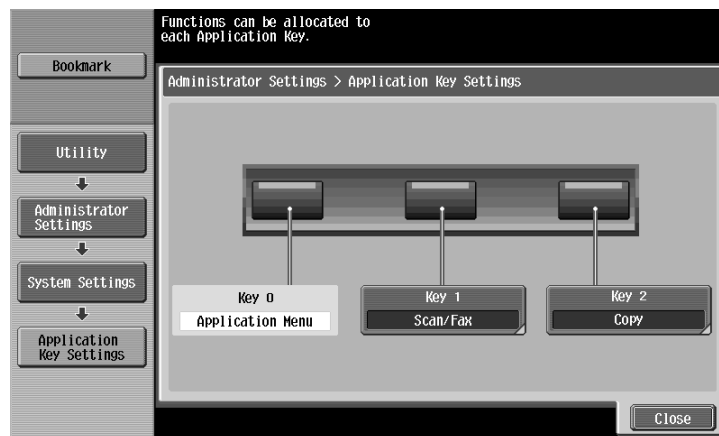 Functions can be allocated to
each Application Key.
Bookmark
Administrator Settings > Application Key Settings
Utility
Administrator
Settings
System Settings
Application
Key Settings
Key 0
Application Menu
Key 1
Scan/Fax
Key 2
Copy
Close